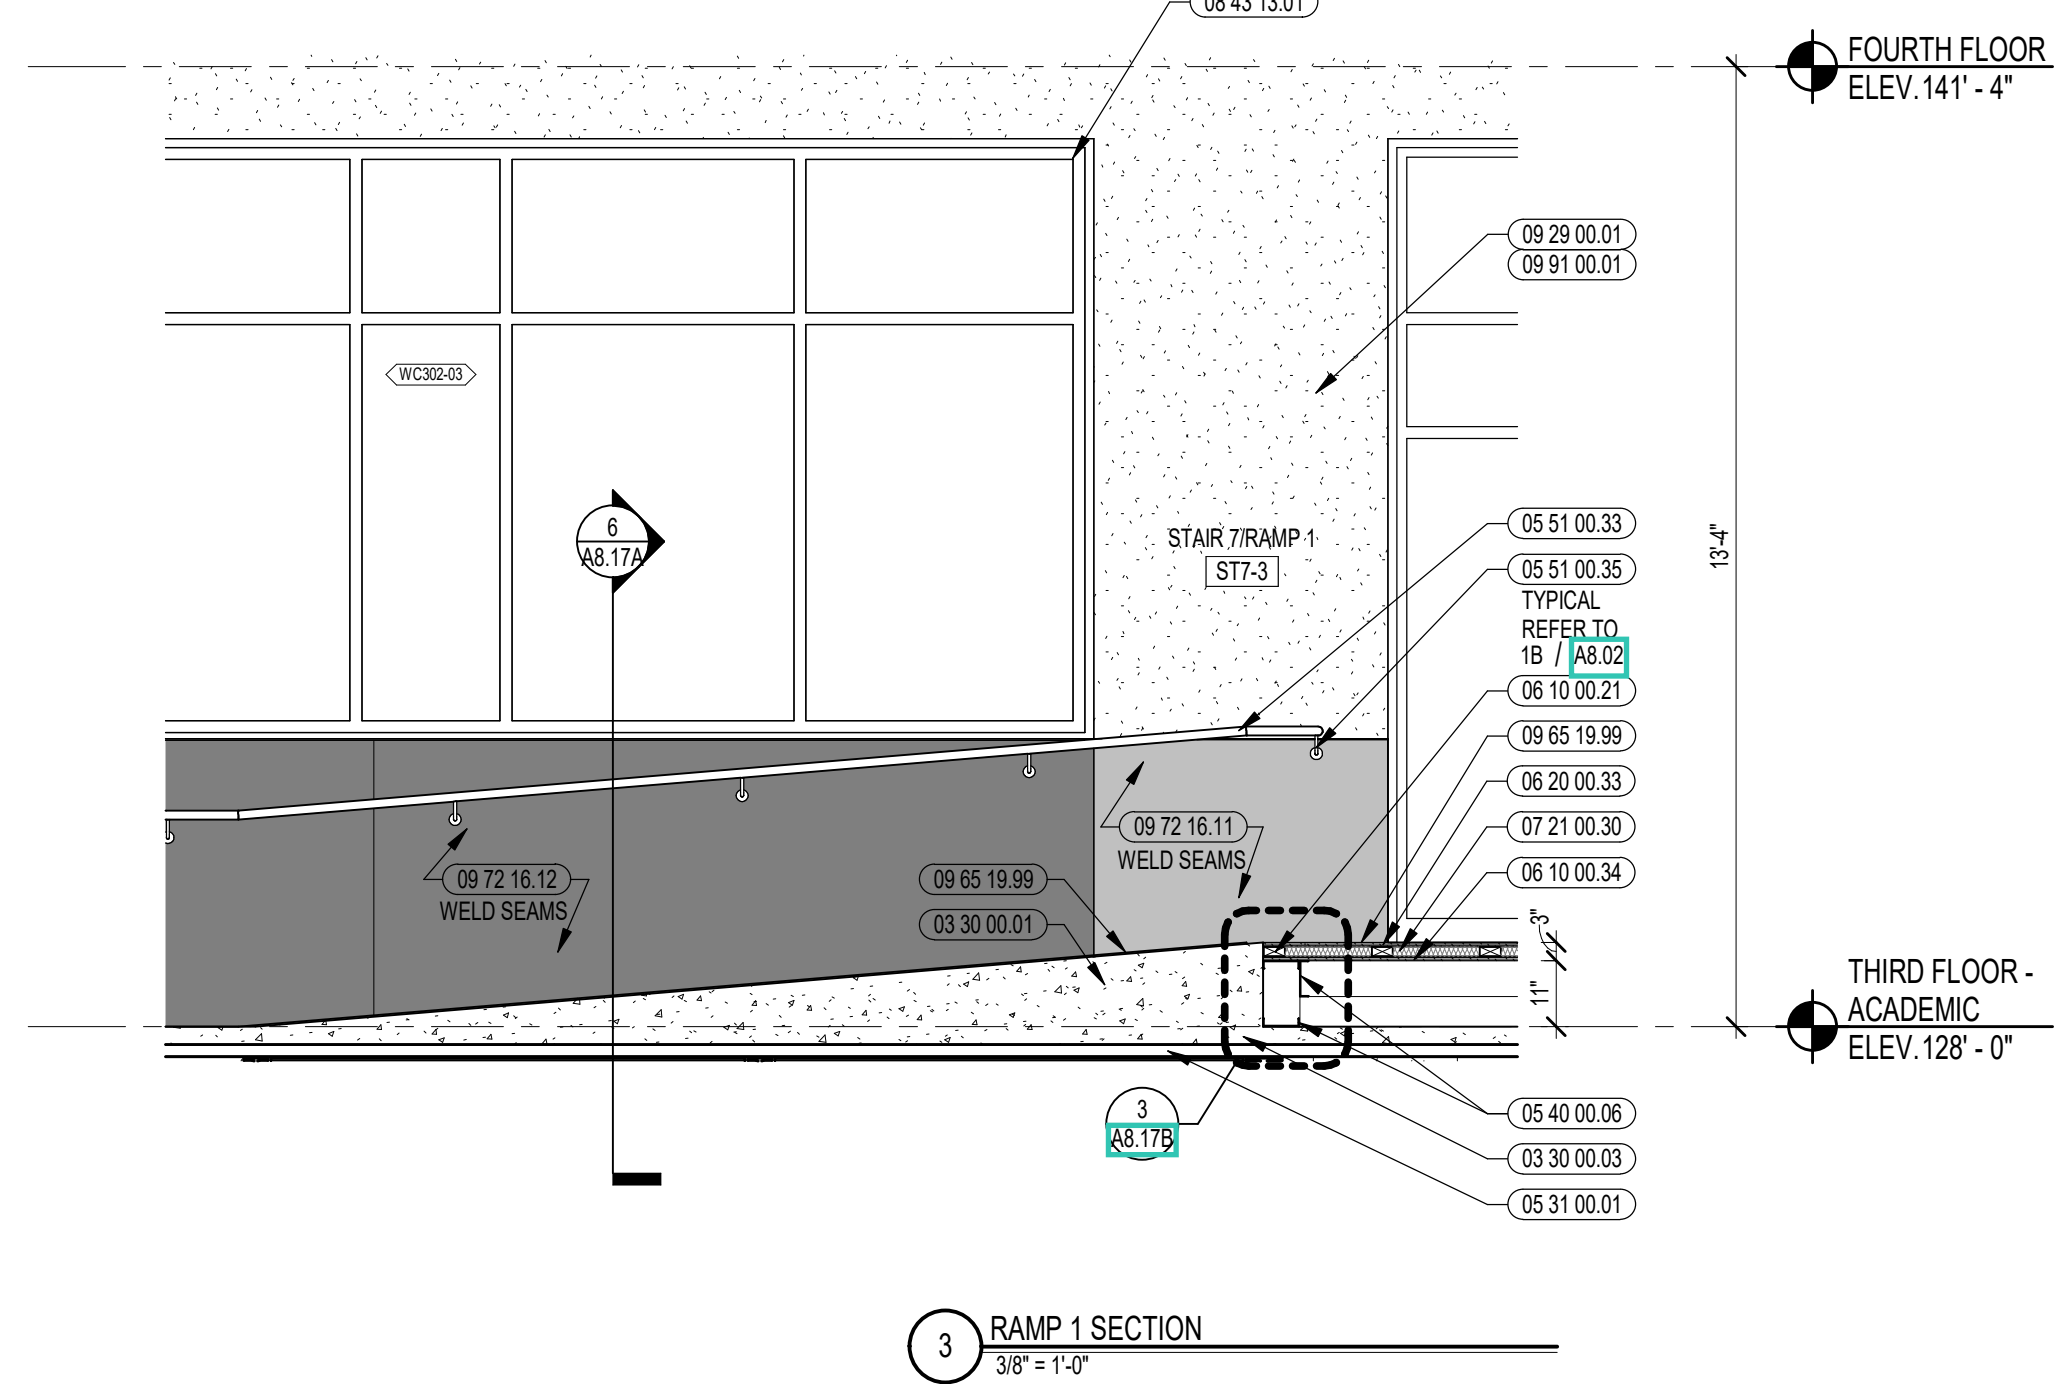 08 43 13.01
FOURTH FLOOR
ELEV.141' - 4"
09 29 00.01
09 91 00.01
WC302-03
6
A8.17A
STAIR 7/RAMP 1
ST7-3
05 51 00.33
05 51 00.35
TYPICAL
REFER TO
1B / A8.02
13'-4"
06 10 00.21
09 65 19.99
06 20 00.33
07 21 00.30
06 10 00.34
09 72 16.11
WELD SEAMS
09 72 16.12
WELD SEAMS
09 65 19.99
03 30 00.01
3"
11"
THIRD FLOOR -
ACADEMIC
ELEV.128' - 0"
3
A8.17B
05 40 00.06
03 30 00.03
05 31 00.01
3
RAMP 1 SECTION
3/8" = 1'-0"